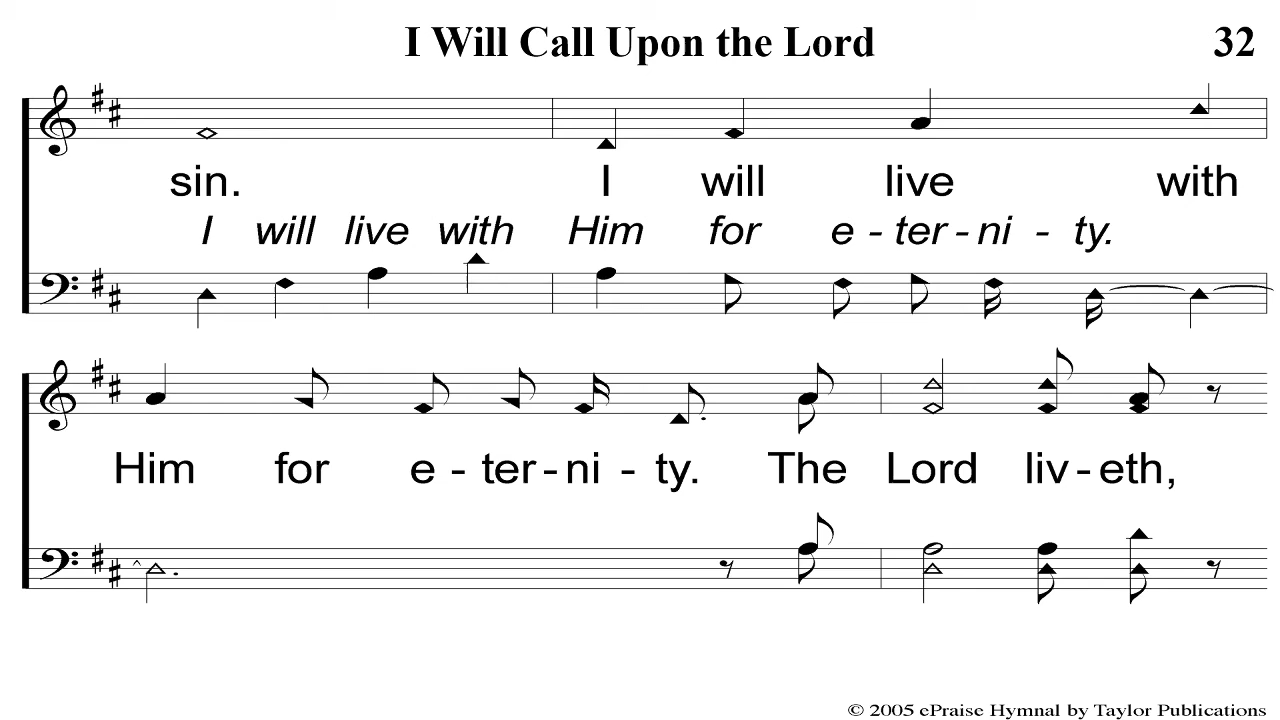 I Will Call Upon the Lord 32
sin. I will live with
I will live with Him for e - ter - ni - ty.
Him for e - ter - ni - ty. The Lord liv - eth,
© 2005 ePraise Hymnal by Taylor Publications